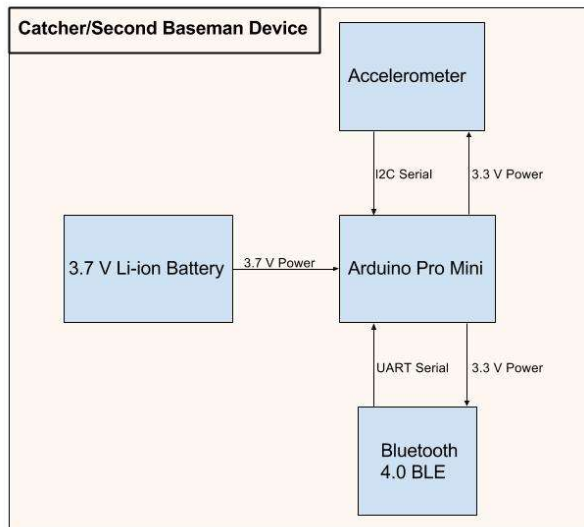 Catcher/Second Baseman Device
Accelerometer
I2C Serial
3.3 V Power
3.7 V Li-ion Battery
3.7 V Power
Arduino Pro Mini
UART Serial
3.3 V Power
Bluetooth
4.0 BLE